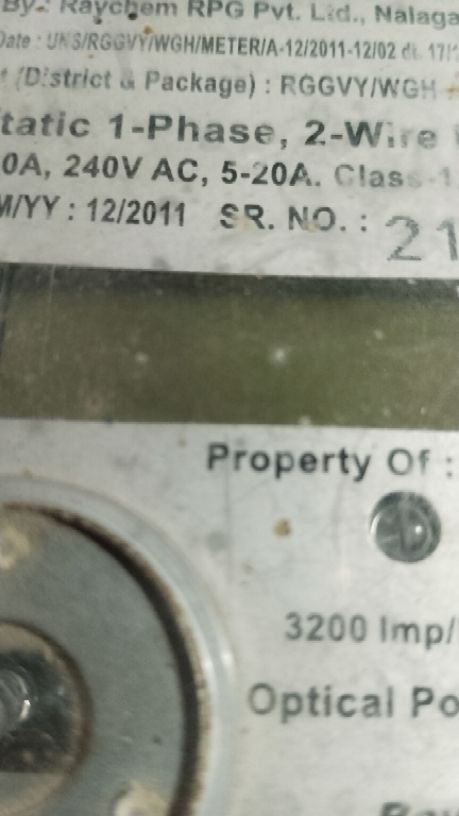 By: Raychem RPG Pvt. Ltd., Nalaga
Date : UNS/RGGVY/WGH/METER/A-12/2011-12/02 dt. 17/
t (District & Package) : RGGVY/WGH -
tatic 1-Phase, 2-Wire
0A, 240V AC, 5-20A. Class-1
M/YY : 12/2011 SR. NO. : 21
Property Of :
3200 Imp/
Optical Po